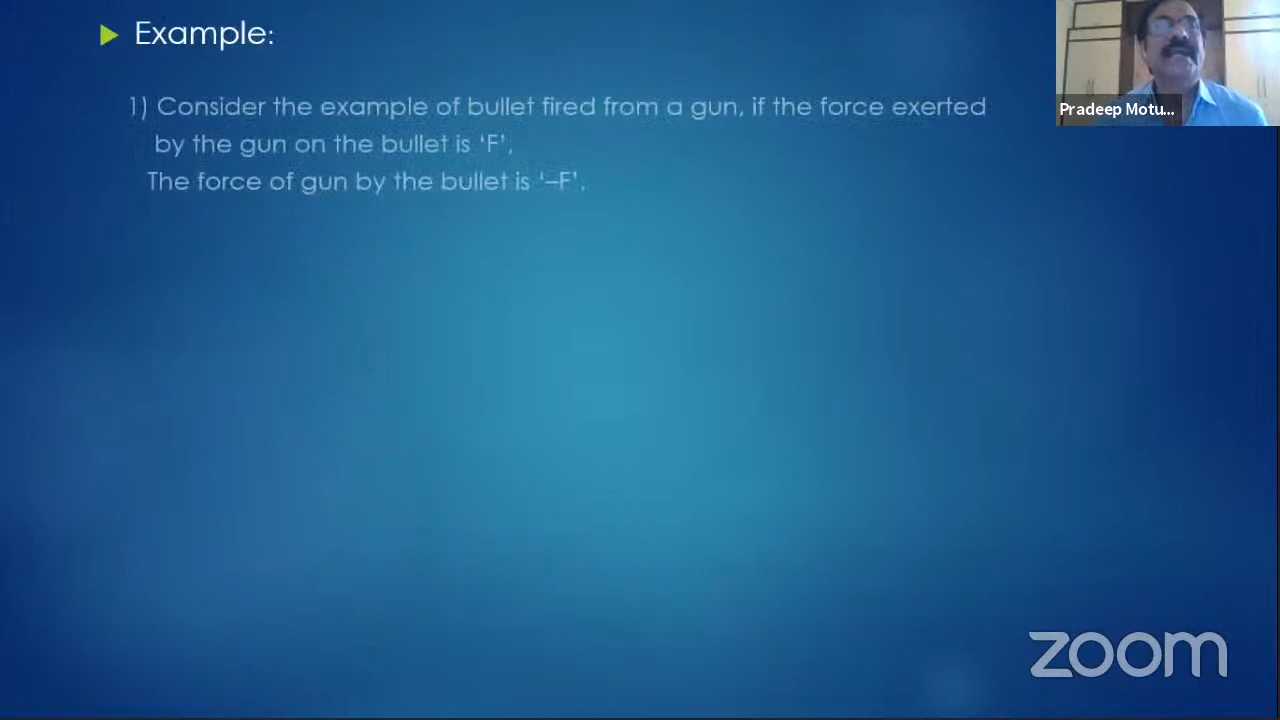 Example:
1) Consider the example of bullet fired from a gun, if the force exerted
by the gun on the bullet is ‘F’.
The force of gun by the bullet is ‘–F’.
Pradeep Motu...
zoom